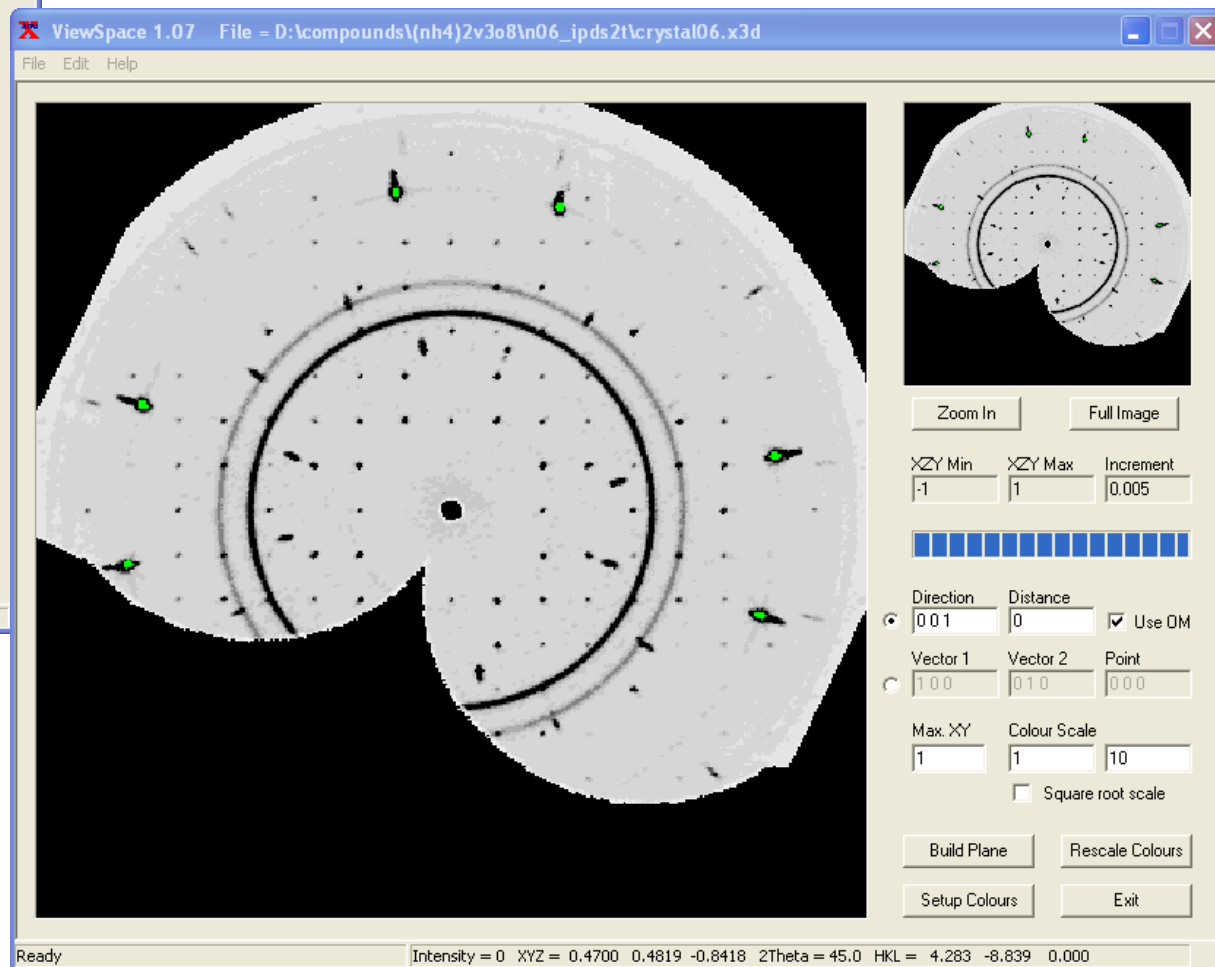 ViewSpace 1.07 File = D:\compounds\(nh4)2v3o8\n06_ipds2t\crystal06.x3d
File Edit Help
Zoom In Full Image
XZY Min XZY Max Increment
-1 1 0.005
Direction Distance
0 0 1 0 Use OM
Vector 1 Vector 2 Point
1 0 0 0 1 0 0 0 0
Max. XY Colour Scale
1 1 10
Square root scale
Build Plane Rescale Colours
Setup Colours Exit
Ready Intensity = 0 XYZ = 0.4700 0.4819 -0.8418 2Theta = 45.0 HKL = 4.283 -8.839 0.000